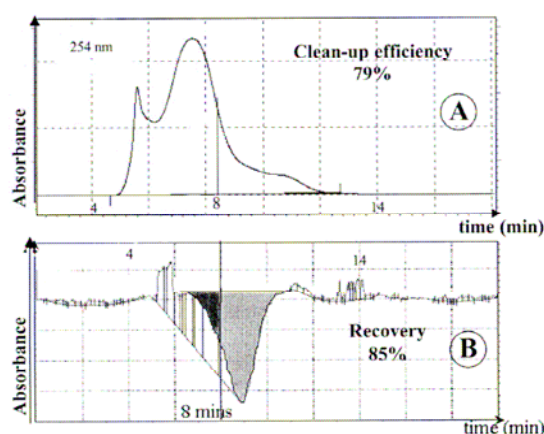 254 nm
Clean-up efficiency
79%
A
Absorbance
4
8
14
time (min)
4
14
Recovery
85%
B
Absorbance
8 mins
time (min)